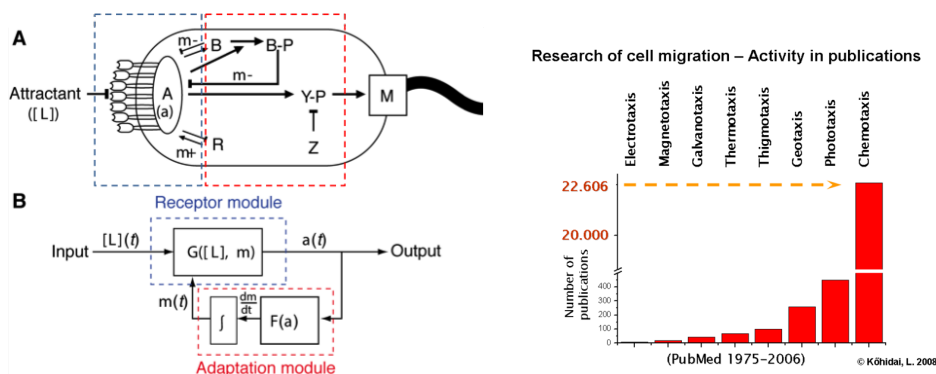 A
m-
B
B-P
m-
Attractant
([L])
A
(a)
Y-P
M
m+
R
Z
B
Receptor module
Input
[L](t)
G([L], m)
a(t)
Output
m(t)
∫
dm
dt
F(a)
Adaptation module
Research of cell migration – Activity in publications
Electrotaxis
Magnetotaxis
Galvanotaxis
Thermotaxis
Thigmotaxis
Geotaxis
Phototaxis
Chemotaxis
22.606
20.000
Number of
publications
400
300
200
100
0
(PubMed 1975-2006)
© Kőhidai, L. 2008